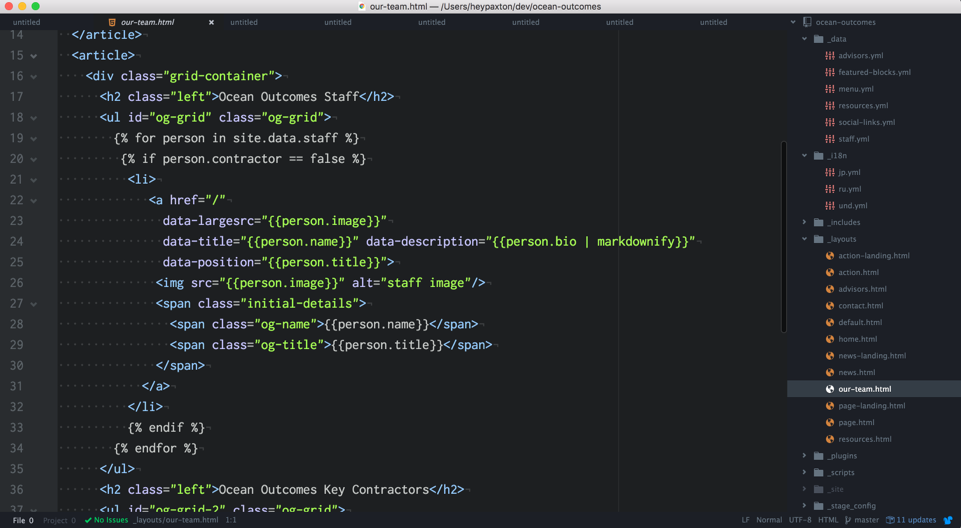 our-team.html — /Users/heypaxton/dev/ocean-outcomes
untitled our-team.html × untitled untitled untitled untitled untitled untitled
14 </article>¬
15 <article>¬
16 <div class="grid-container">¬
17 <h2 class="left">Ocean Outcomes Staff</h2>¬
18 <ul id="og-grid" class="og-grid">¬
19 {% for person in site.data.staff %}¬
20 {% if person.contractor == false %}¬
21 <li>¬
22 <a href="/"¬
23 data-largesrc="{{person.image}}"¬
24 data-title="{{person.name}}" data-description="{{person.bio | markdownify}}"¬
25 data-position="{{person.title}}">¬
26 <img src="{{person.image}}" alt="staff image"/>¬
27 <span class="initial-details">¬
28 <span class="og-name">{{person.name}}</span>¬
29 <span class="og-title">{{person.title}}</span>¬
30 </span>¬
31 </a>¬
32 </li>¬
33 {% endif %}¬
34 {% endfor %}¬
35 </ul>¬
36 <h2 class="left">Ocean Outcomes Key Contractors</h2>¬
37 <ul id="og-grid-2" class="og-grid">¬
ocean-outcomes
_data
advisors.yml
featured-blocks.yml
menu.yml
resources.yml
social-links.yml
staff.yml
_i18n
jp.yml
ru.yml
und.yml
_includes
_layouts
action-landing.html
action.html
advisors.html
contact.html
default.html
home.html
news-landing.html
news.html
our-team.html
page-landing.html
page.html
resources.html
_plugins
_scripts
_site
_stage_config
File 0 Project 0 No Issues _layouts/our-team.html 1:1 LF Normal UTF-8 HTML master 11 updates